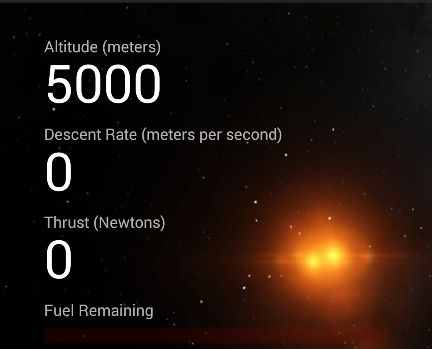 Altitude (meters)
5000
Descent Rate (meters per second)
0
Thrust (Newtons)
0
Fuel Remaining